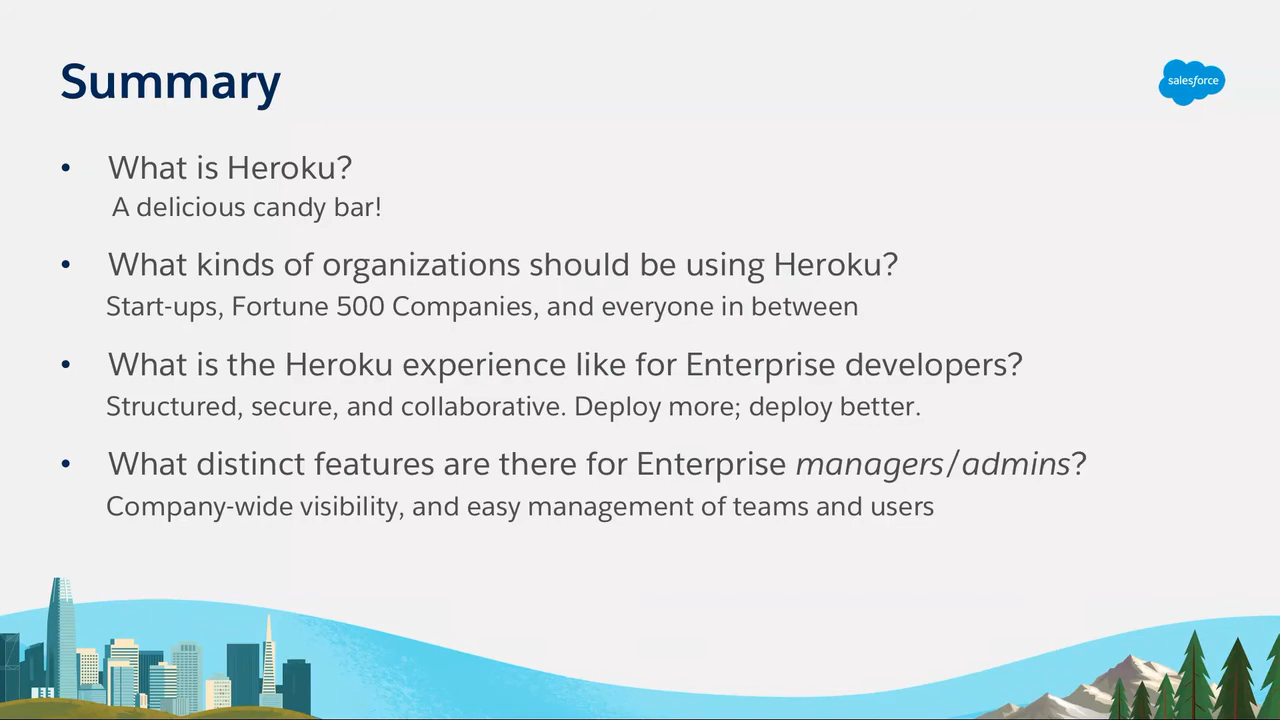 Summary
salesforce
• What is Heroku?
A delicious candy bar!
• What kinds of organizations should be using Heroku?
Start-ups, Fortune 500 Companies, and everyone in between
• What is the Heroku experience like for Enterprise developers?
Structured, secure, and collaborative. Deploy more; deploy better.
• What distinct features are there for Enterprise managers/admins?
Company-wide visibility, and easy management of teams and users